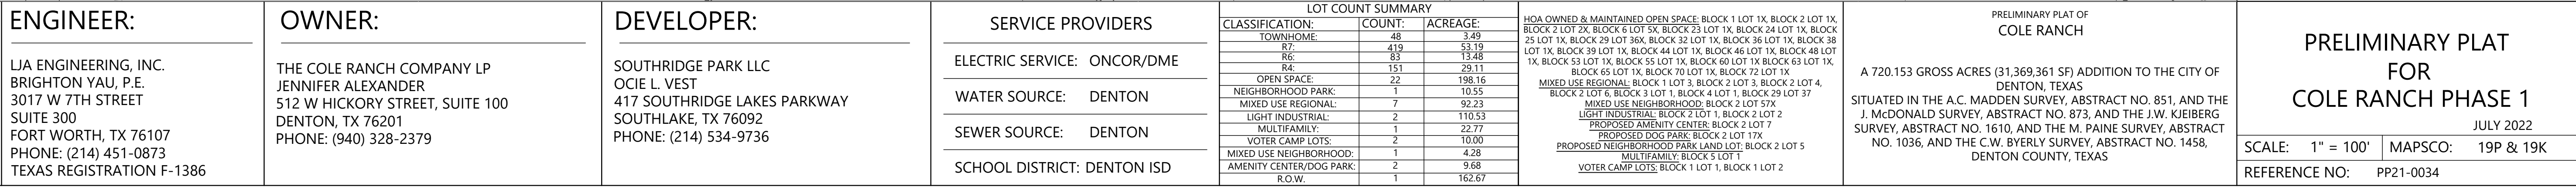 ENGINEER:
LJA ENGINEERING, INC.
BRIGHTON YAU, P.E.
3017 W 7TH STREET
SUITE 300
FORT WORTH, TX 76107
PHONE: (214) 451-0873
TEXAS REGISTRATION F-1386
OWNER:
THE COLE RANCH COMPANY LP
JENNIFER ALEXANDER
512 W HICKORY STREET, SUITE 100
DENTON, TX 76201
PHONE: (940) 328-2379
DEVELOPER:
SOUTHRIDGE PARK LLC
OCIE L. VEST
417 SOUTHRIDGE LAKES PARKWAY
SOUTHLAKE, TX 76092
PHONE: (214) 534-9736
SERVICE PROVIDERS
ELECTRIC SERVICE: ONCOR/DME
WATER SOURCE: DENTON
SEWER SOURCE: DENTON
SCHOOL DISTRICT: DENTON ISD
LOT COUNT SUMMARY
CLASSIFICATION: COUNT: ACREAGE:
TOWNHOME: 48 3.49
R7: 419 53.19
R6: 83 13.48
R4: 151 29.11
OPEN SPACE: 22 198.16
NEIGHBORHOOD PARK: 1 10.55
MIXED USE REGIONAL: 7 92.23
LIGHT INDUSTRIAL: 2 110.53
MULTIFAMILY: 1 22.77
VOTER CAMP LOTS: 2 10.00
MIXED USE NEIGHBORHOOD: 1 4.28
AMENITY CENTER/DOG PARK: 2 9.68
R.O.W. 1 162.67
HOA OWNED & MAINTAINED OPEN SPACE: BLOCK 1 LOT 1X, BLOCK 2 LOT 1X,
BLOCK 2 LOT 2X, BLOCK 6 LOT 5X, BLOCK 23 LOT 1X, BLOCK 24 LOT 1X, BLOCK
25 LOT 1X, BLOCK 29 LOT 36X, BLOCK 32 LOT 1X, BLOCK 36 LOT 1X, BLOCK 38
LOT 1X, BLOCK 39 LOT 1X, BLOCK 44 LOT 1X, BLOCK 46 LOT 1X, BLOCK 48 LOT
1X, BLOCK 53 LOT 1X, BLOCK 55 LOT 1X, BLOCK 60 LOT 1X BLOCK 63 LOT 1X,
BLOCK 65 LOT 1X, BLOCK 70 LOT 1X, BLOCK 72 LOT 1X
MIXED USE REGIONAL: BLOCK 1 LOT 3, BLOCK 2 LOT 3, BLOCK 2 LOT 4,
BLOCK 2 LOT 6, BLOCK 3 LOT 1, BLOCK 4 LOT 1, BLOCK 29 LOT 37
MIXED USE NEIGHBORHOOD: BLOCK 2 LOT 57X
LIGHT INDUSTRIAL: BLOCK 2 LOT 1, BLOCK 2 LOT 2
PROPOSED AMENITY CENTER: BLOCK 2 LOT 7
PROPOSED DOG PARK: BLOCK 2 LOT 17X
PROPOSED NEIGHBORHOOD PARK LAND LOT: BLOCK 2 LOT 5
MULTIFAMILY: BLOCK 5 LOT 1
VOTER CAMP LOTS: BLOCK 1 LOT 1, BLOCK 1 LOT 2
PRELIMINARY PLAT OF
COLE RANCH
A 720.153 GROSS ACRES (31,369,361 SF) ADDITION TO THE CITY OF
DENTON, TEXAS
SITUATED IN THE A.C. MADDEN SURVEY, ABSTRACT NO. 851, AND THE
J. McDONALD SURVEY, ABSTRACT NO. 873, AND THE J.W. KJEIBERG
SURVEY, ABSTRACT NO. 1610, AND THE M. PAINE SURVEY, ABSTRACT
NO. 1036, AND THE C.W. BYERLY SURVEY, ABSTRACT NO. 1458,
DENTON COUNTY, TEXAS
PRELIMINARY PLAT
FOR
COLE RANCH PHASE 1
JULY 2022
SCALE: 1" = 100' MAPSCO: 19P & 19K
REFERENCE NO: PP21-0034